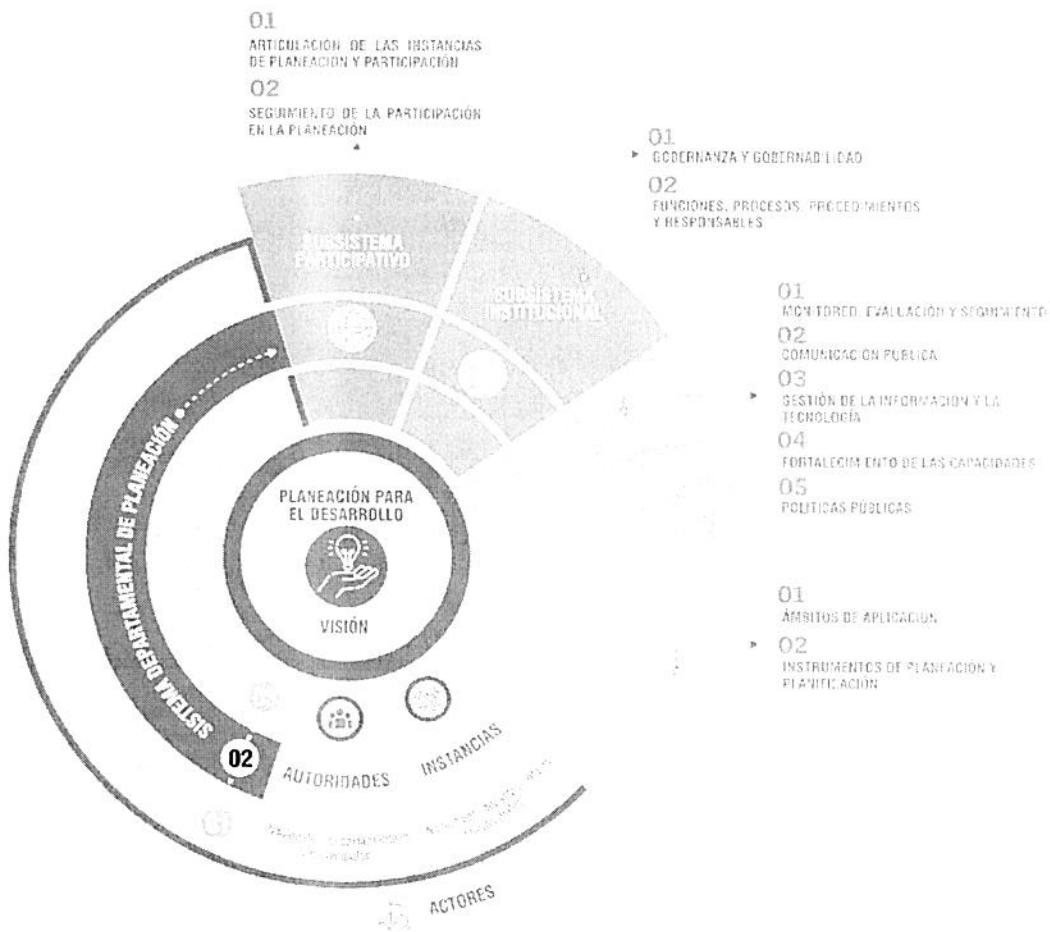 01
ARTICULACIÓN DE LAS INSTANCIAS
DE PLANEACIÓN Y PARTICIPACIÓN
02
SEGUIMIENTO DE LA PARTICIPACIÓN
EN LA PLANEACIÓN
01
GOBERNANZA Y GOBERNABILIDAD
02
FUNCIONES, PROCESOS, PROCEDIMIENTOS
Y RESPONSABLES
SUBSISTEMA
PARTICIPATIVO
SUBSISTEMA
INSTITUCIONAL
01
MONITOREO, EVALUACIÓN Y SEGUIMIENTO
02
COMUNICACIÓN PÚBLICA
03
GESTIÓN DE LA INFORMACIÓN Y LA
TECNOLOGÍA
04
FORTALECIMIENTO DE LAS CAPACIDADES
05
POLÍTICAS PÚBLICAS
01
ÁMBITOS DE APLICACIÓN
02
INSTRUMENTOS DE PLANEACIÓN Y
PLANIFICACIÓN
SISTEMA DEPARTAMENTAL DE PLANEACIÓN
02
PLANEACIÓN PARA
EL DESARROLLO
VISIÓN
AUTORIDADES
INSTANCIAS
ACTORES